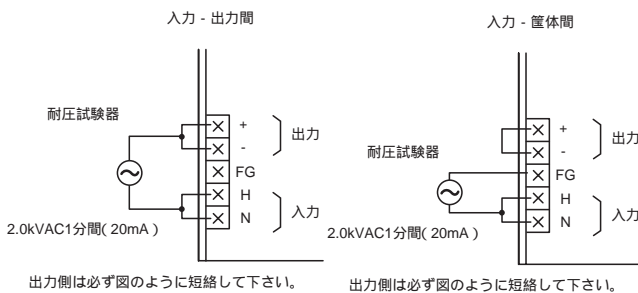 入力 - 出力間
耐圧試験器
+
-
出力
FG
H
N
入力
2.0kVAC1分間( 20mA )
出力側は必ず図のように短絡して下さい。
入力 - 筐体間
耐圧試験器
+
-
出力
FG
H
N
入力
2.0kVAC1分間( 20mA )
出力側は必ず図のように短絡して下さい。